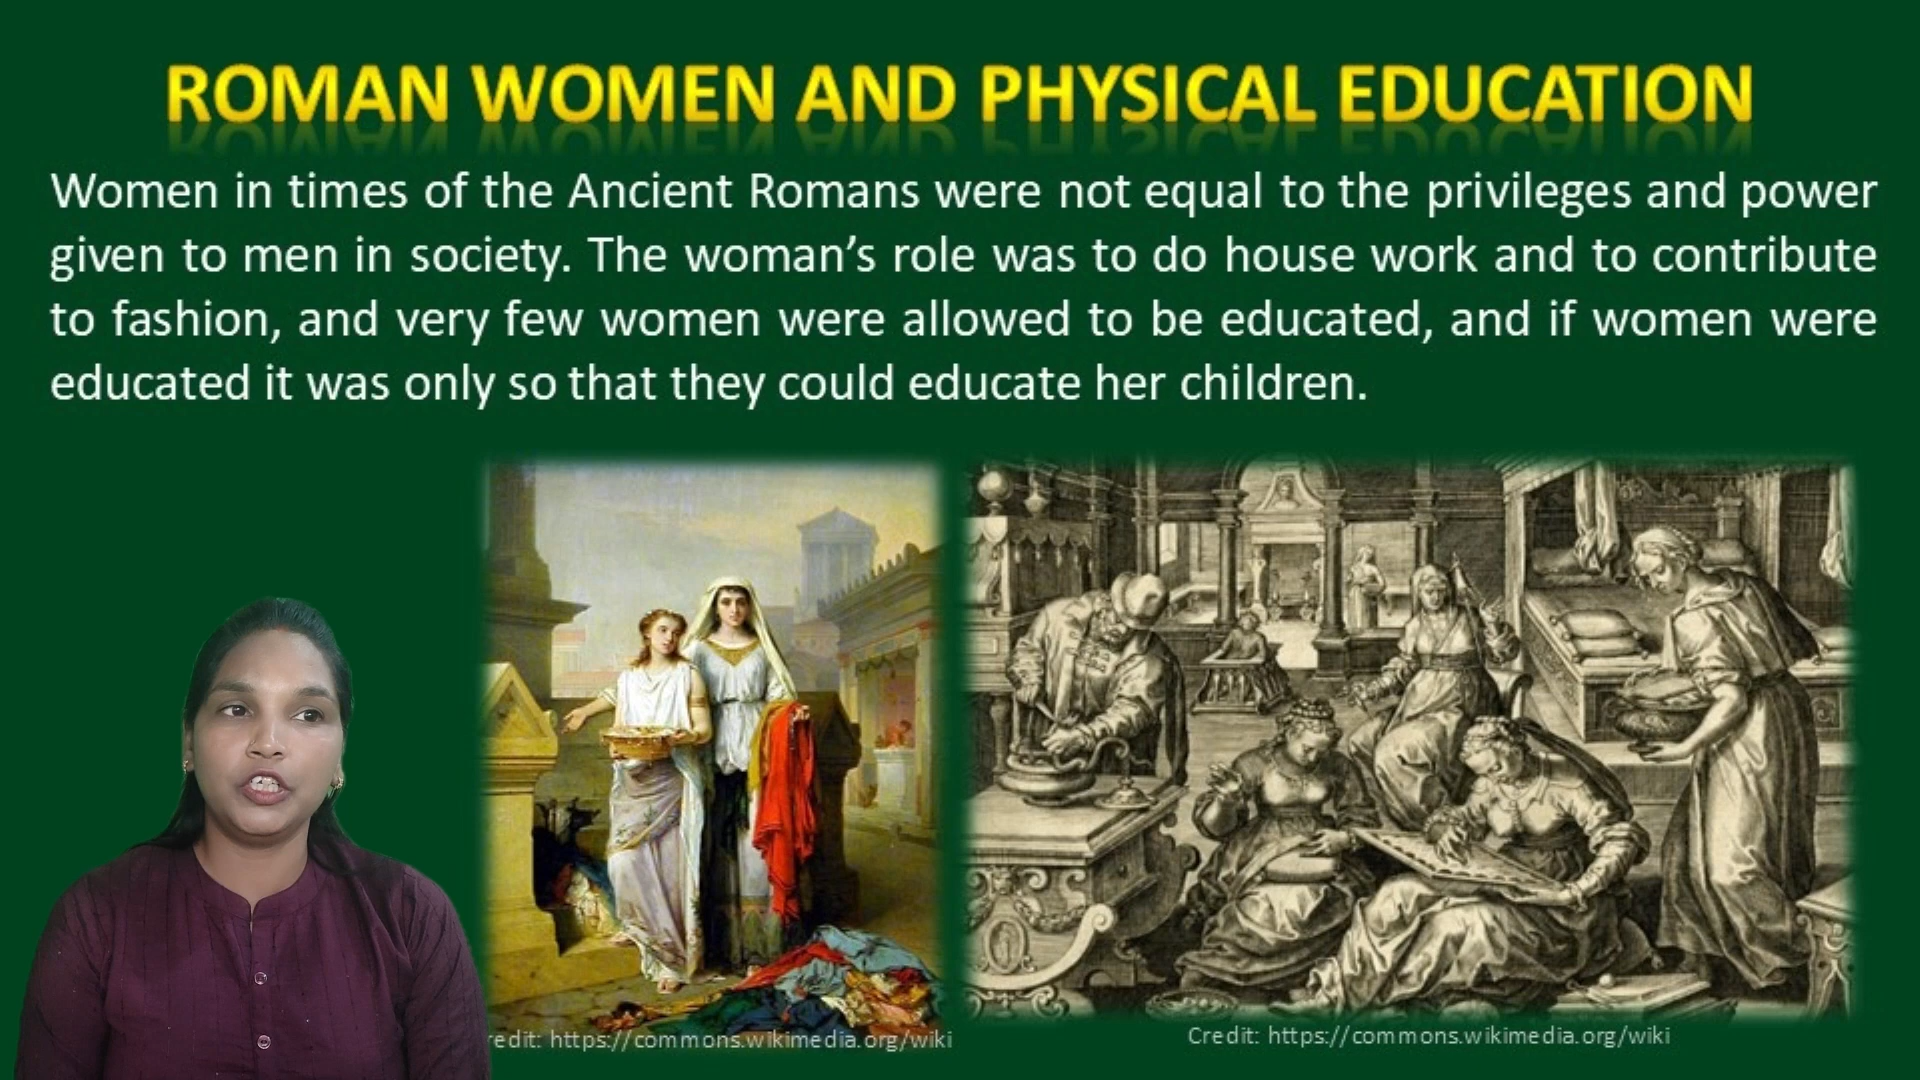 ROMAN WOMEN AND PHYSICAL EDUCATION
Women in times of the Ancient Romans were not equal to the privileges and power
given to men in society. The woman's role was to do house work and to contribute
to fashion, and very few women were allowed to be educated, and if women were
educated it was only so that they could educate her children.
redit: https://commons.wikimedia.org/wiki
Credit: https://commons.wikimedia.org/wiki